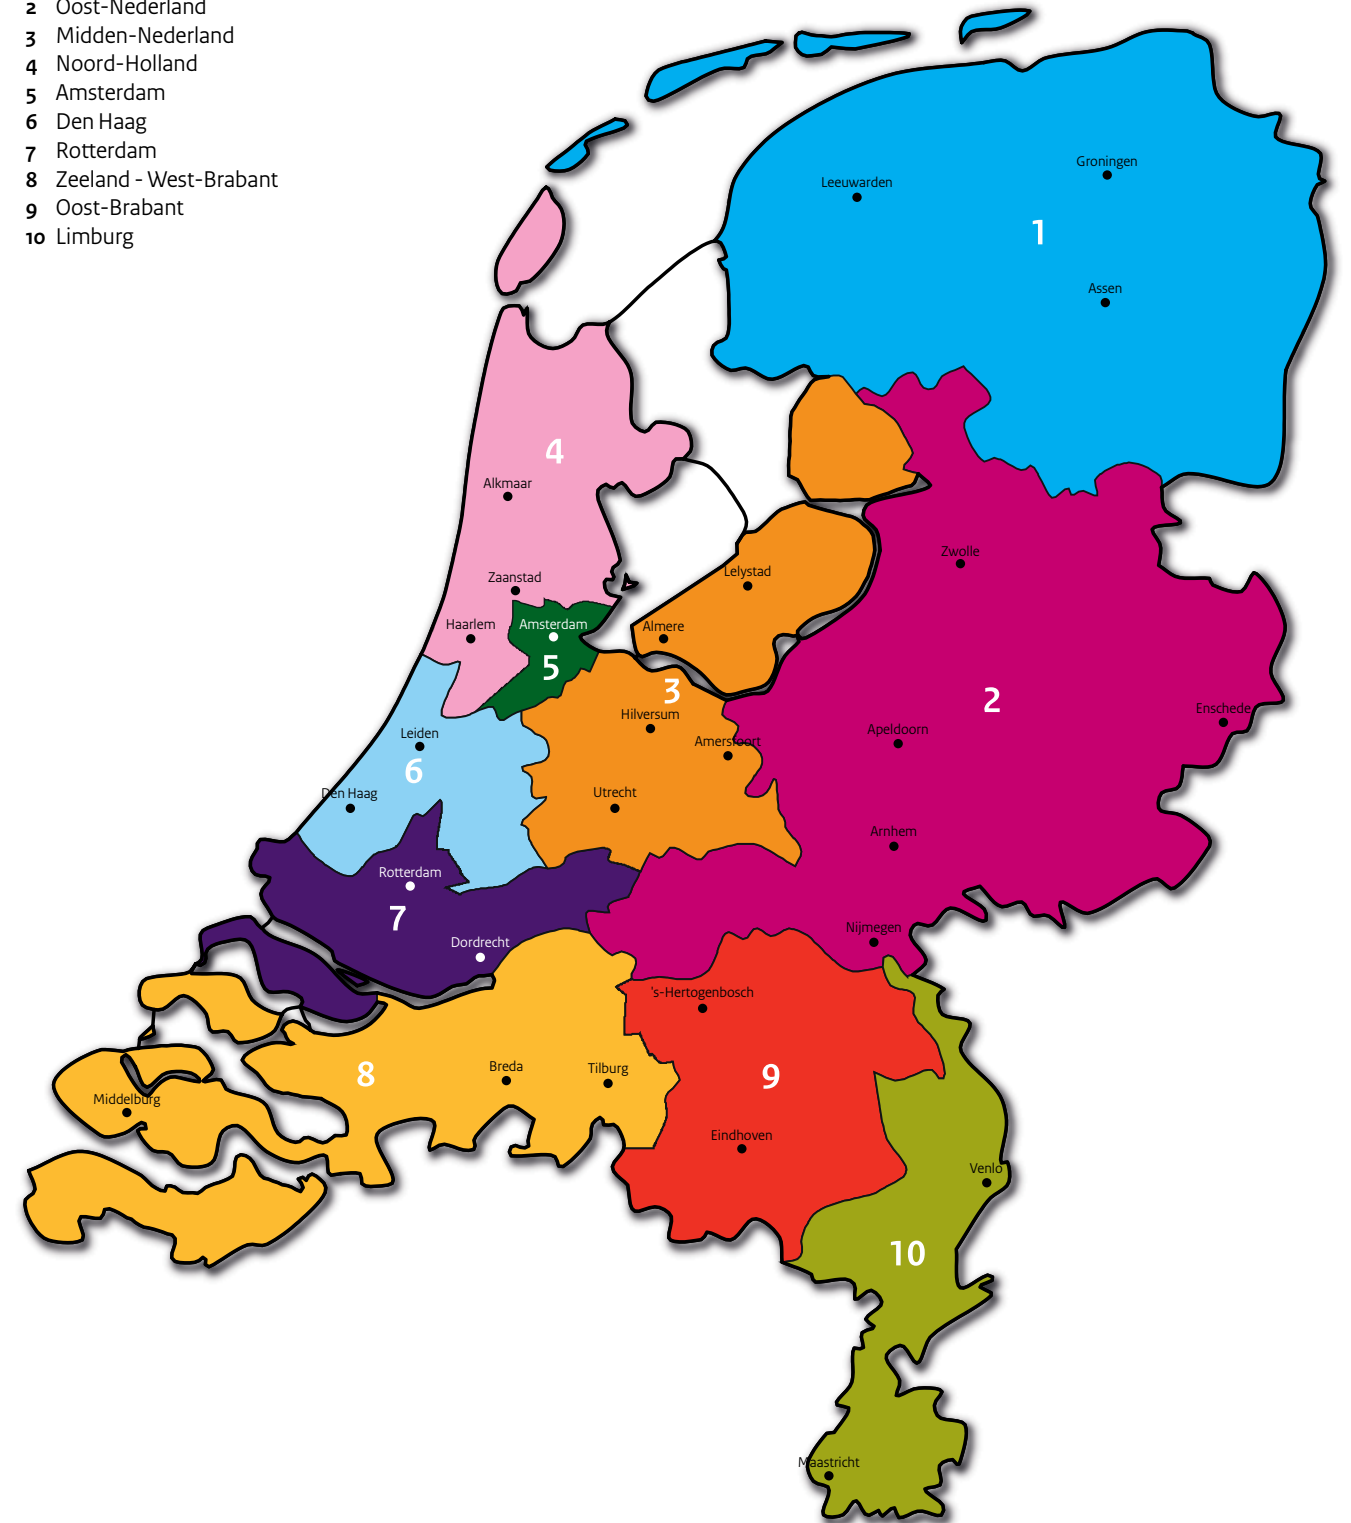 2 Oost-Nederland
3 Midden-Nederland
4 Noord-Holland
5 Amsterdam
6 Den Haag
7 Rotterdam
8 Zeeland - West-Brabant
9 Oost-Brabant
10 Limburg
Groningen
Leeuwarden
1
Assen
4
Alkmaar
Zwolle
Lelystad
Zaanstad
Haarlem
Amsterdam
Almere
5
3
2
Hilversum
Enschede
Leiden
Apeldoorn
Amersfoort
6
Den Haag
Utrecht
Arnhem
Rotterdam
7
Nijmegen
Dordrecht
's-Hertogenbosch
8
Breda
Tilburg
9
Middelburg
Eindhoven
Venlo
10
Maastricht